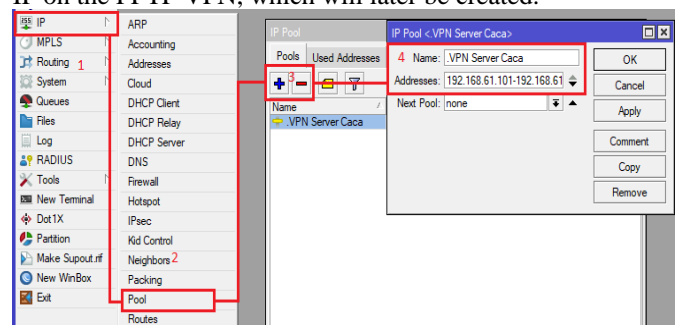 IP on the PPTP VPN, which will later be created.
IP
MPLS
Routing 1
System
Queues
Files
Log
RADIUS
Tools
New Terminal
Dot1X
Partition
Make Supout.rif
New WinBox
Exit
ARP
Accounting
Addresses
Cloud
DHCP Client
DHCP Relay
DHCP Server
DNS
Firewall
Hotspot
IPsec
Kid Control
Neighbors 2
Packing
Pool
Routes
IP Pool
Pools Used Addresses
3
Name
.VPN Server Caca
IP Pool <.VPN Server Caca>
4 Name: .VPN Server Caca
Addresses: 192.168.61.101-192.168.61
Next Pool: none
OK
Cancel
Apply
Comment
Copy
Remove